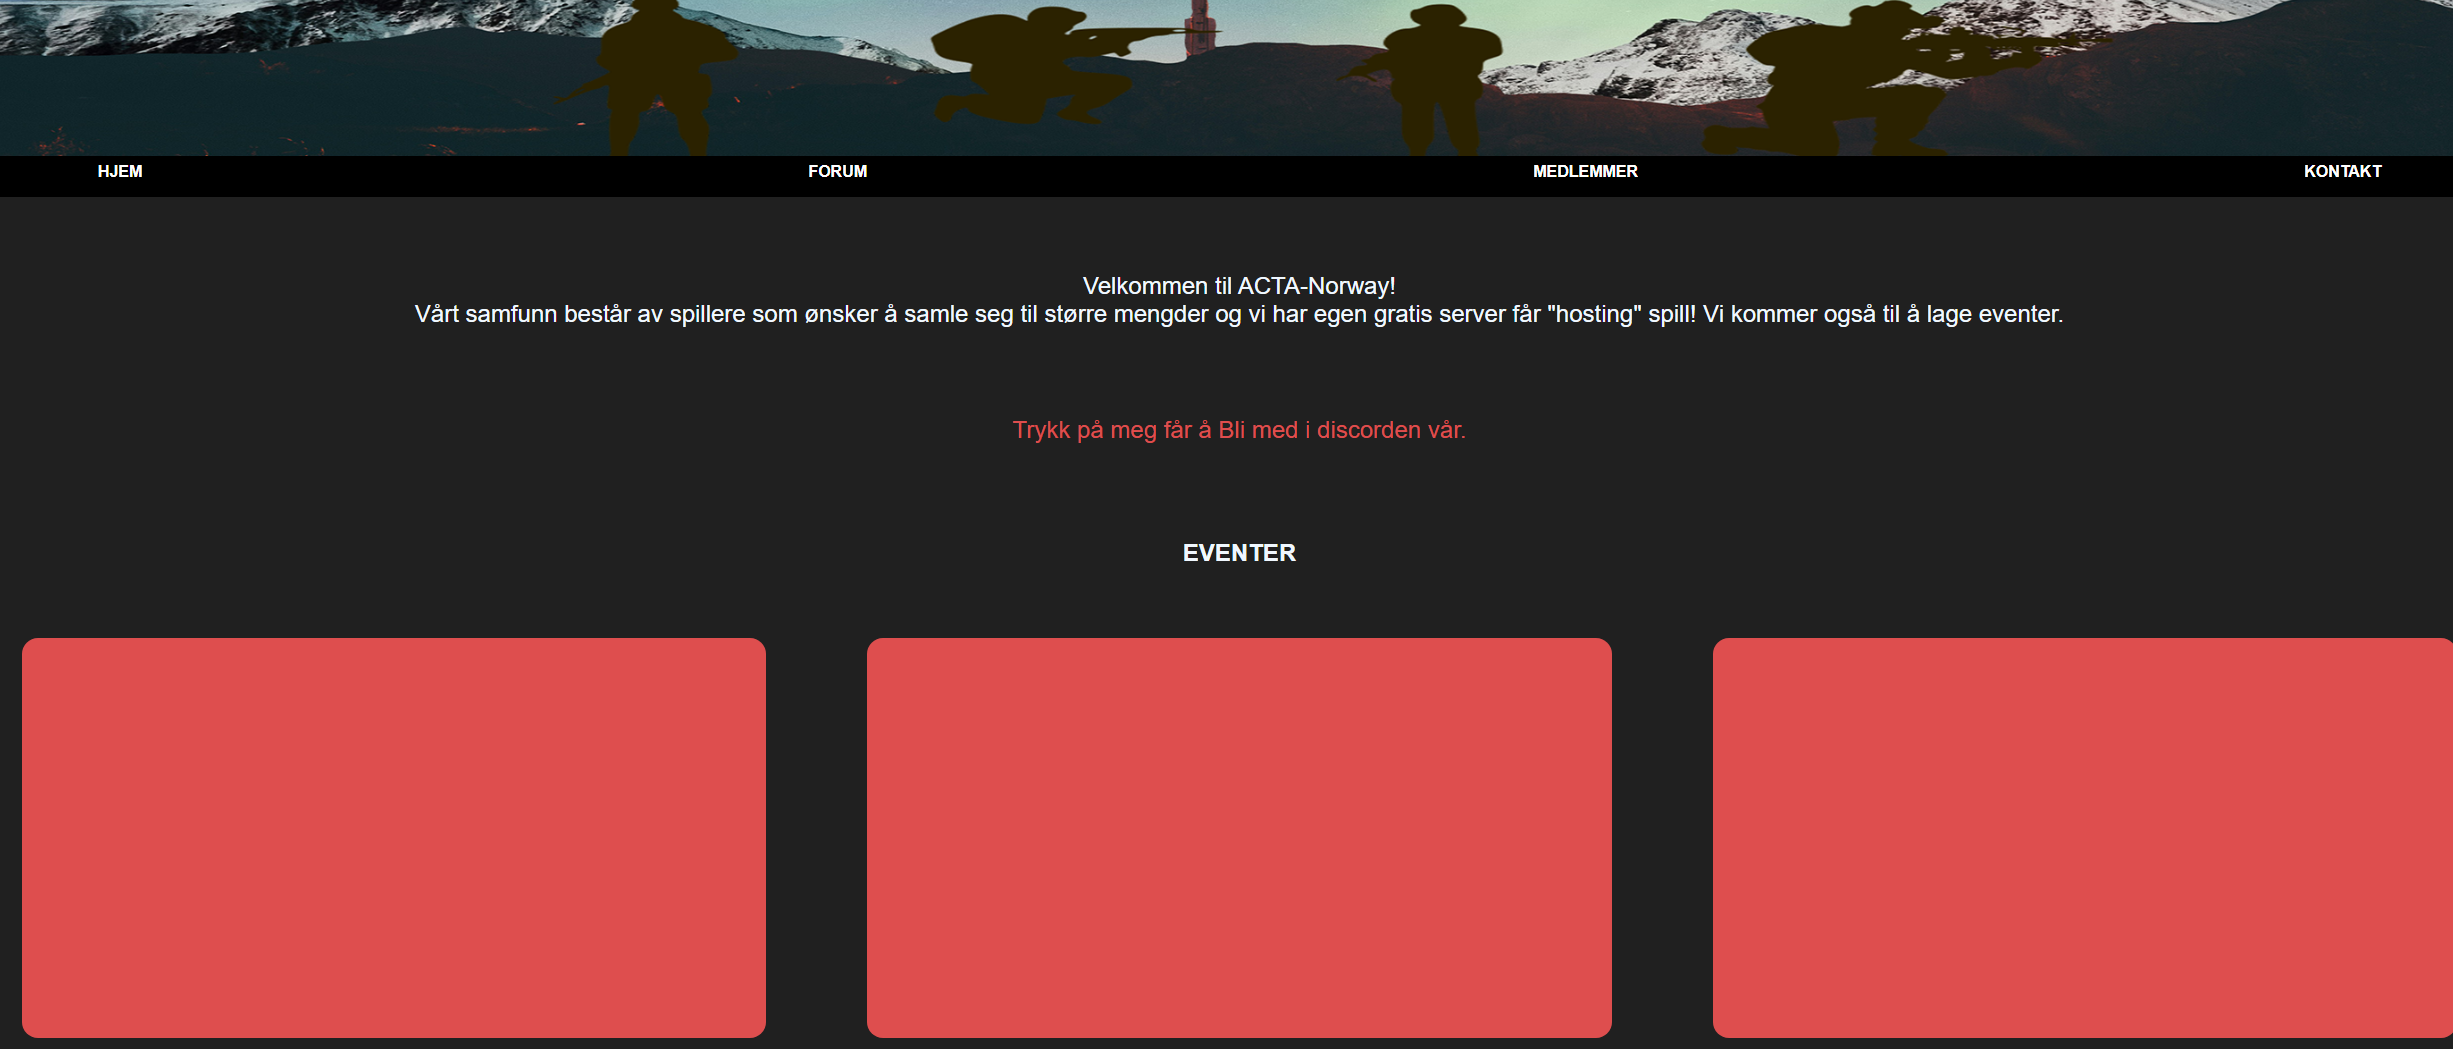 HJEM FORUM MEDLEMMER KONTAKT
Velkommen til ACTA-Norway!
Vårt samfunn består av spillere som ønsker å samle seg til større mengder og vi har egen gratis server får "hosting" spill! Vi kommer også til å lage eventer.
Trykk på meg får å Bli med i discorden vår.
EVENTER